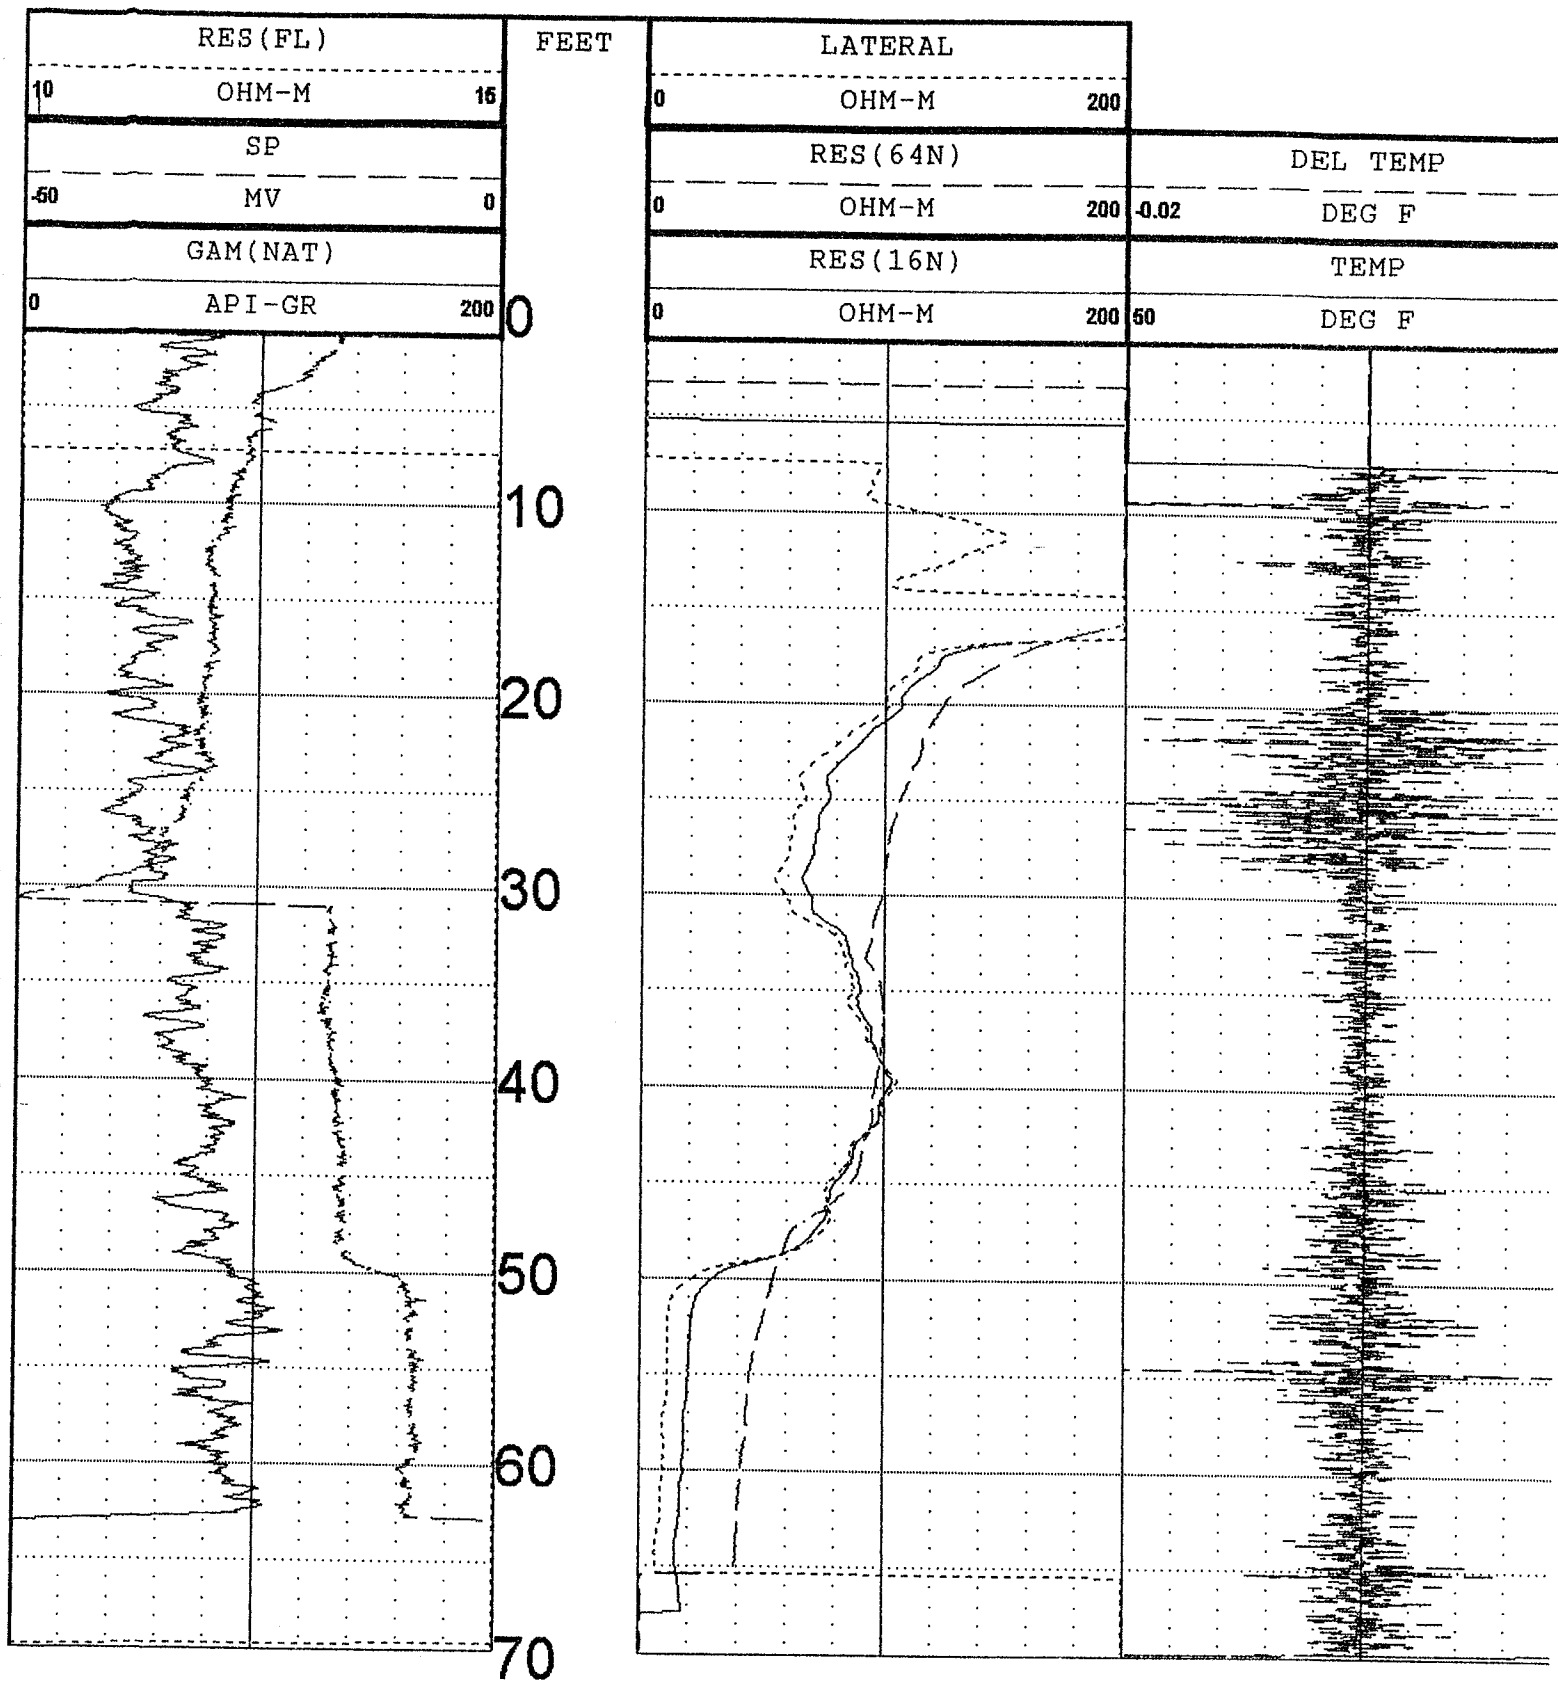 RES(FL) FEET LATERAL
10 OHM-M 15 0 OHM-M 200
SP RES(64N) DEL TEMP
-50 MV 0 0 OHM-M 200 -0.02 DEG F
GAM(NAT) RES(16N) TEMP
0 API-GR 200 0 0 OHM-M 200 50 DEG F
10
20
30
40
50
60
70